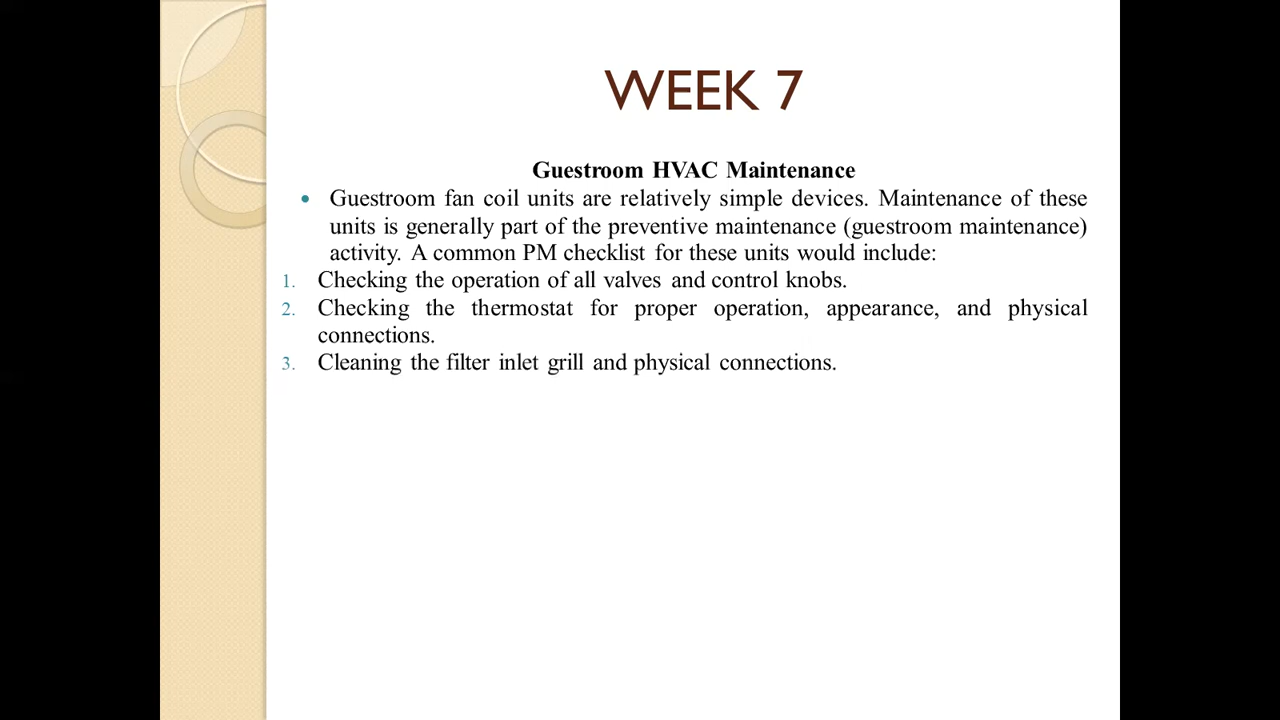 WEEK 7
Guestroom HVAC Maintenance
• Guestroom fan coil units are relatively simple devices. Maintenance of these
units is generally part of the preventive maintenance (guestroom maintenance)
activity. A common PM checklist for these units would include:
1. Checking the operation of all valves and control knobs.
2. Checking the thermostat for proper operation, appearance, and physical
connections.
3. Cleaning the filter inlet grill and physical connections.